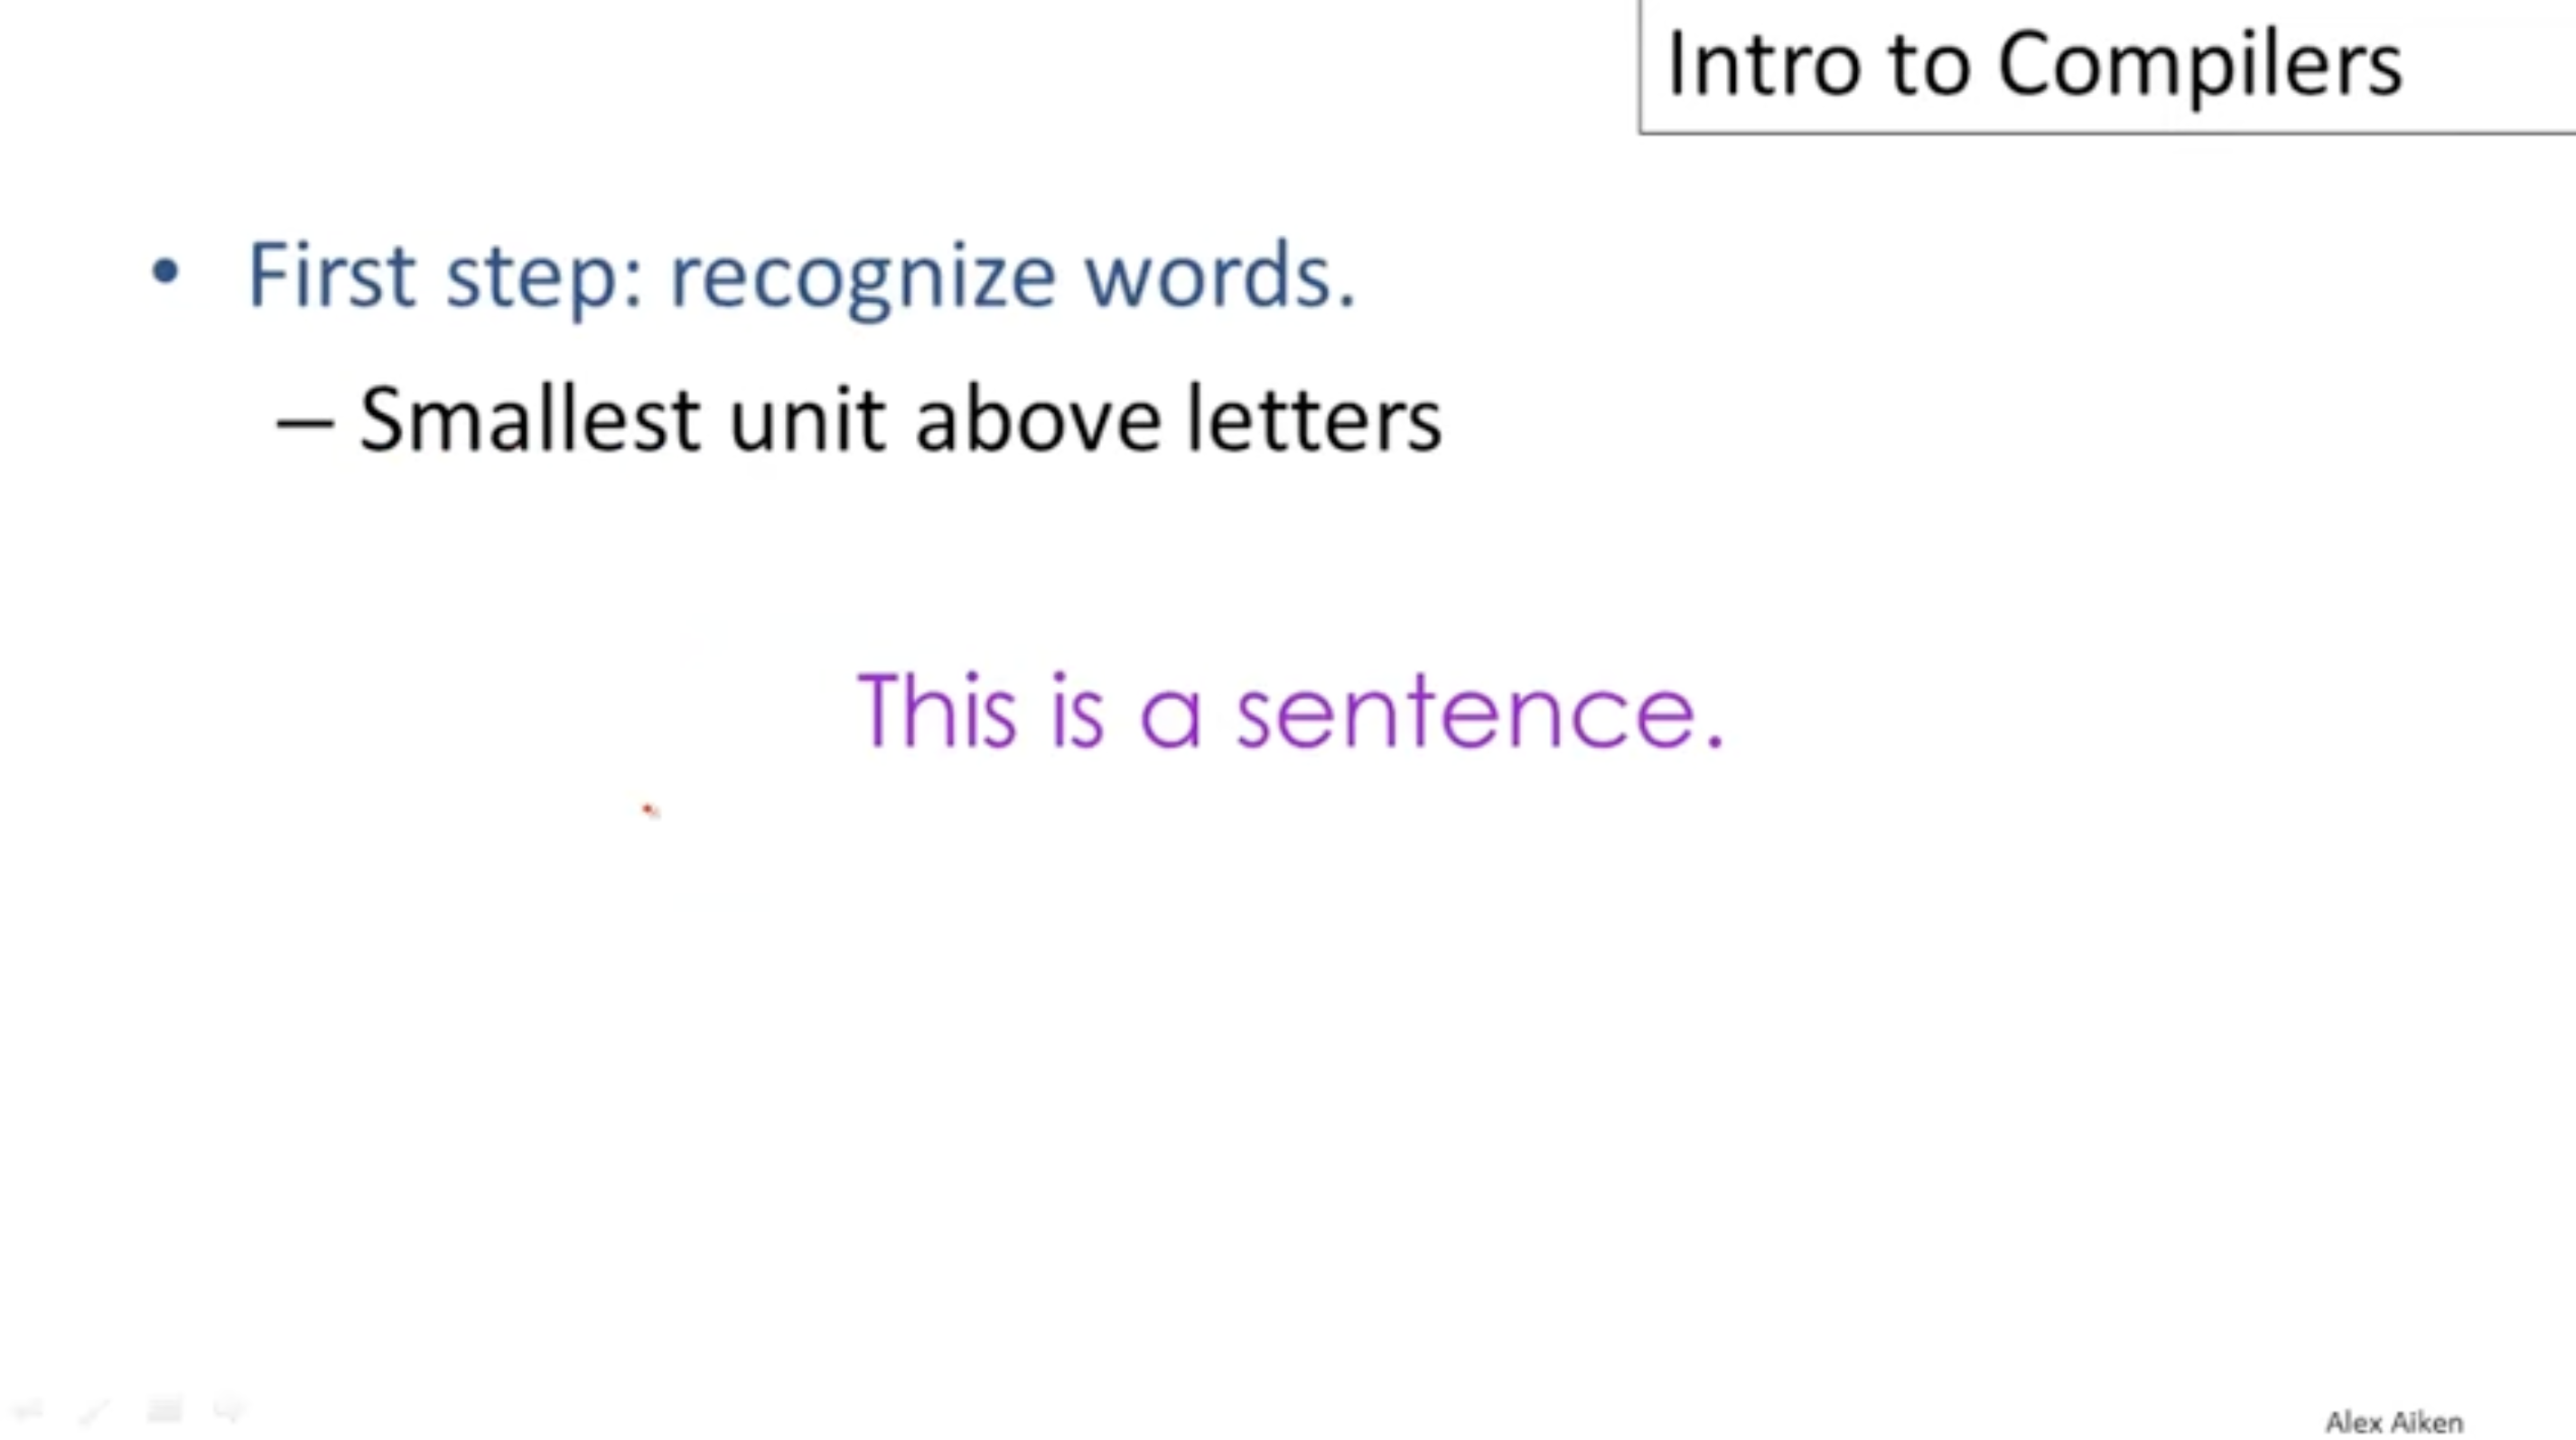 Intro to Compilers
• First step: recognize words.
– Smallest unit above letters
This is a sentence.
Alex Aiken